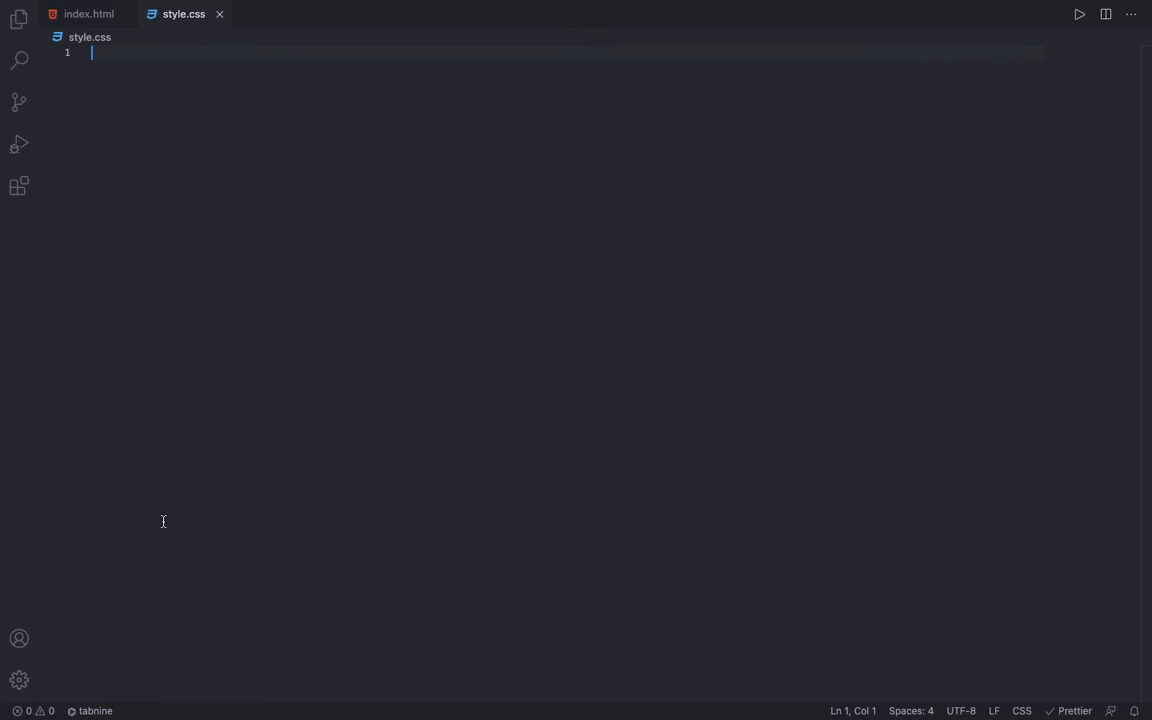 index.html
style.css
style.css
1
0 0 tabnine
Ln 1, Col 1
Spaces: 4
UTF-8
LF
CSS
Prettier